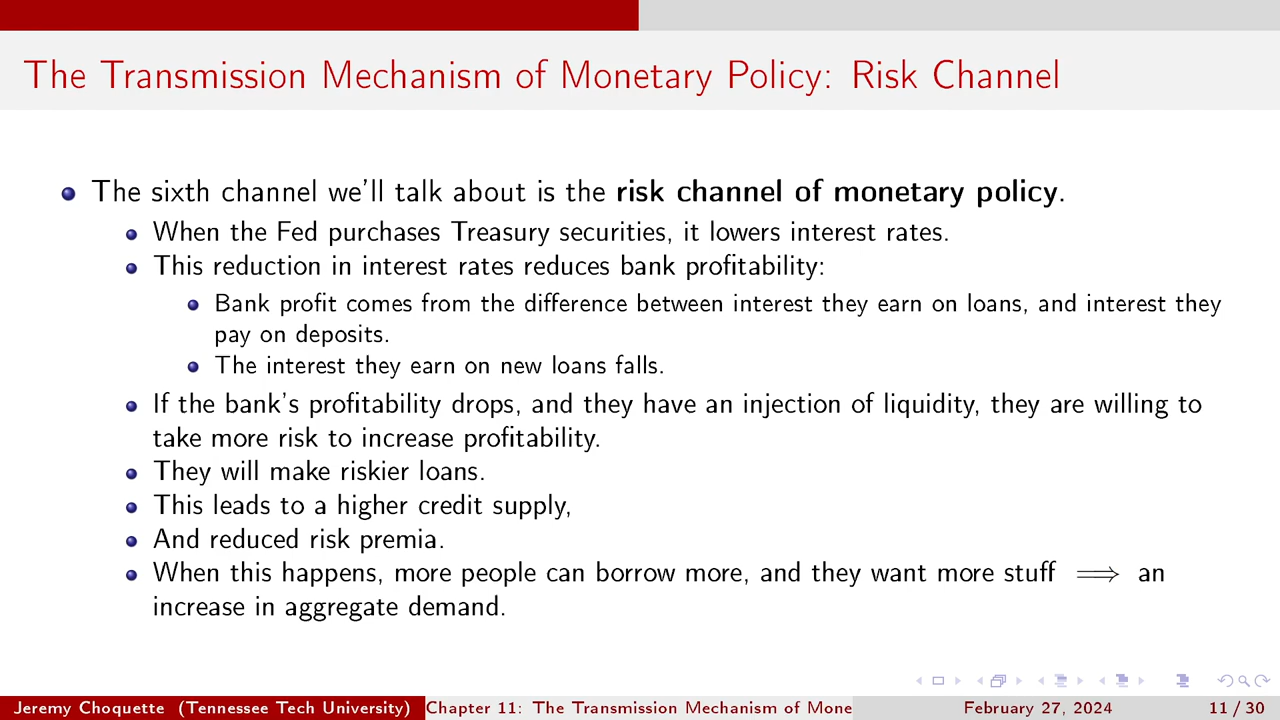 The Transmission Mechanism of Monetary Policy: Risk Channel
The sixth channel we'll talk about is the risk channel of monetary policy.
When the Fed purchases Treasury securities, it lowers interest rates.
This reduction in interest rates reduces bank profitability:
Bank profit comes from the difference between interest they earn on loans, and interest they
pay on deposits.
The interest they earn on new loans falls.
If the bank's profitability drops, and they have an injection of liquidity, they are willing to
take more risk to increase profitability.
They will make riskier loans.
This leads to a higher credit supply,
And reduced risk premia.
When this happens, more people can borrow more, and they want more stuff ⟹ an
increase in aggregate demand.
Jeremy Choquette (Tennessee Tech University) Chapter 11: The Transmission Mechanism of Mone February 27, 2024 11 / 30